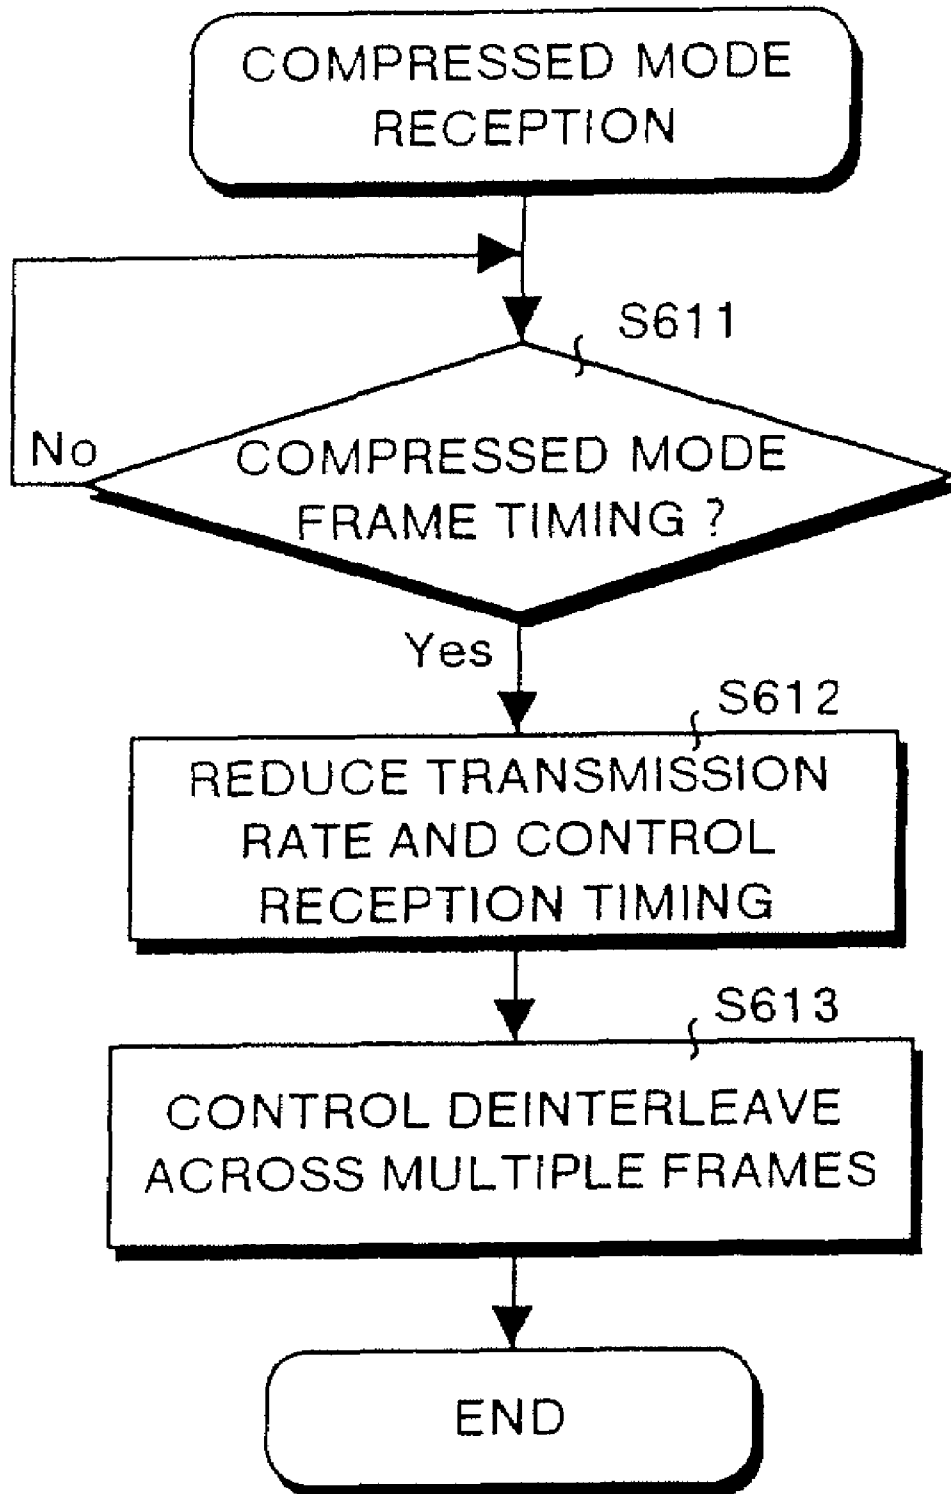 COMPRESSED MODE
RECEPTION
S611
No
COMPRESSED MODE
FRAME TIMING ?
Yes
S612
REDUCE TRANSMISSION
RATE AND CONTROL
RECEPTION TIMING
S613
CONTROL DEINTERLEAVE
ACROSS MULTIPLE FRAMES
END